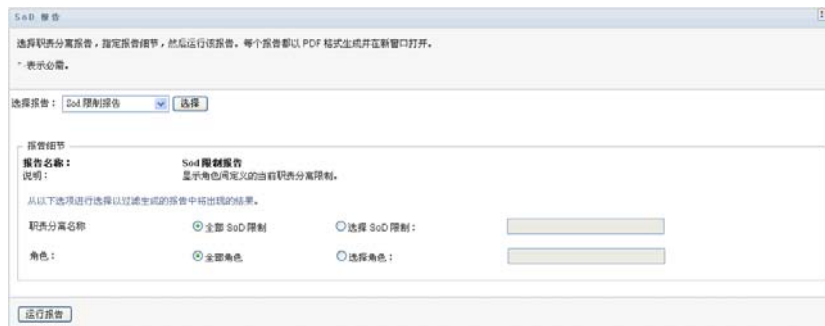 SoD 报告
选择职责分离报告，指定报告细节，然后运行该报告。每个报告都以 PDF 格式生成并在新窗口打开。
* -表示必需。
选择报告： Sod 限制报告 选择
报告细节
报告名称： Sod 限制报告
说明： 显示角色间定义的当前职责分离限制。
从以下选项进行选择以过滤生成的报告中将出现的结果。
职责分离名称 全部 SoD 限制 选择 SoD 限制：
角色： 全部角色 选择角色：
运行报告